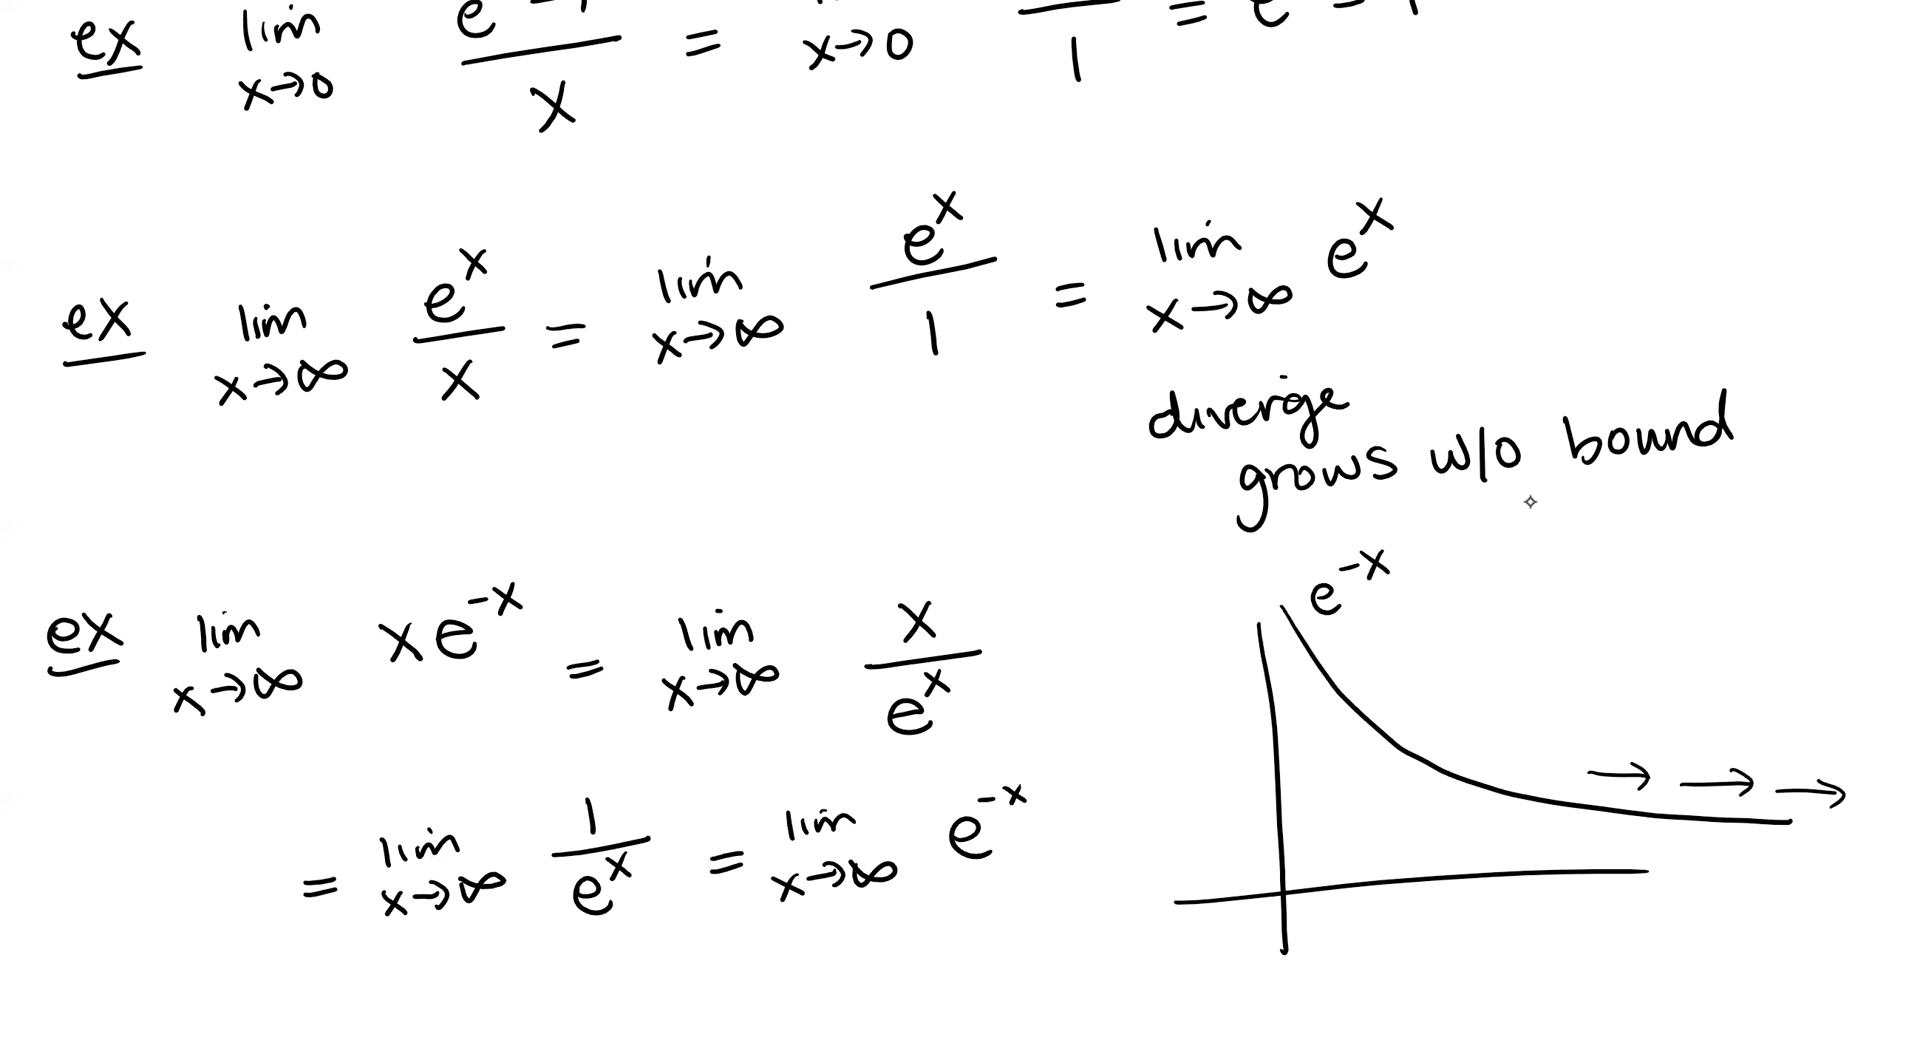 ex lim x→0 e / x = lim x→0 / 1 = e = 1
ex lim x→∞ e^x / x = lim x→∞ e^x / 1 = lim x→∞ e^x
diverge
grows w/o bound
e^-x
ex lim x→∞ x e^-x = lim x→∞ x / e^x
= lim x→∞ 1 / e^x = lim x→∞ e^-x